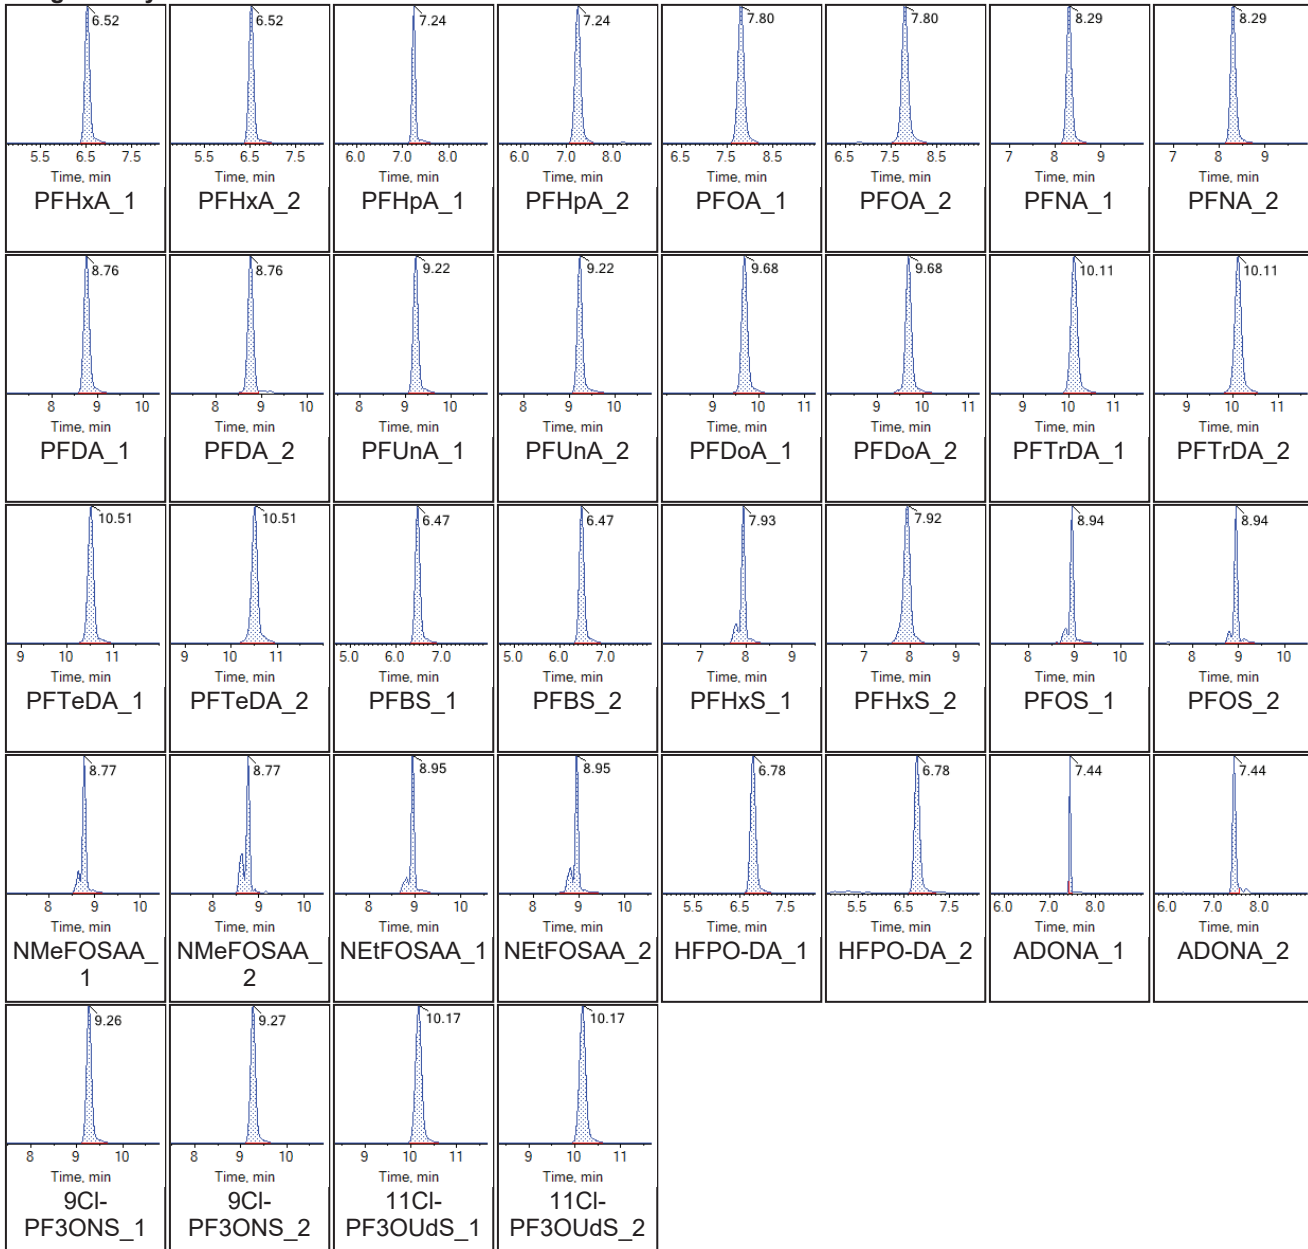 6.52 6.52 7.24 7.24 7.80 7.80 8.29 8.29
5.5 6.5 7.5 5.5 6.5 7.5 6.0 7.0 8.0 6.0 7.0 8.0 6.5 7.5 8.5 6.5 7.5 8.5 7 8 9 7 8 9
Time, min Time, min Time, min Time, min Time, min Time, min Time, min Time, min
PFHxA_1 PFHxA_2 PFHpA_1 PFHpA_2 PFOA_1 PFOA_2 PFNA_1 PFNA_2
8.76 8.76 9.22 9.22 9.68 9.68 10.11 10.11
8 9 10 8 9 10 8 9 10 8 9 10 9 10 11 9 10 11 9 10 11 9 10 11
Time, min Time, min Time, min Time, min Time, min Time, min Time, min Time, min
PFDA_1 PFDA_2 PFUnA_1 PFUnA_2 PFDoA_1 PFDoA_2 PFTrDA_1 PFTrDA_2
10.51 10.51 6.47 6.47 7.93 7.92 8.94 8.94
9 10 11 9 10 11 5.0 6.0 7.0 5.0 6.0 7.0 7 8 9 7 8 9 8 9 10 8 9 10
Time, min Time, min Time, min Time, min Time, min Time, min Time, min Time, min
PFTeDA_1 PFTeDA_2 PFBS_1 PFBS_2 PFHxS_1 PFHxS_2 PFOS_1 PFOS_2
8.77 8.77 8.95 8.95 6.78 6.78 7.44 7.44
8 9 10 8 9 10 8 9 10 8 9 10 5.5 6.5 7.5 5.5 6.5 7.5 6.0 7.0 8.0 6.0 7.0 8.0
Time, min Time, min Time, min Time, min Time, min Time, min Time, min Time, min
NMeFOSAA_ NMeFOSAA_ NEtFOSAA_1 NEtFOSAA_2 HFPO-DA_1 HFPO-DA_2 ADONA_1 ADONA_2
1 2
9.26 9.27 10.17 10.17
8 9 10 8 9 10 9 10 11 9 10 11
Time, min Time, min Time, min Time, min
9Cl- 9Cl- 11Cl- 11Cl-
PF3ONS_1 PF3ONS_2 PF3OUdS_1 PF3OUdS_2